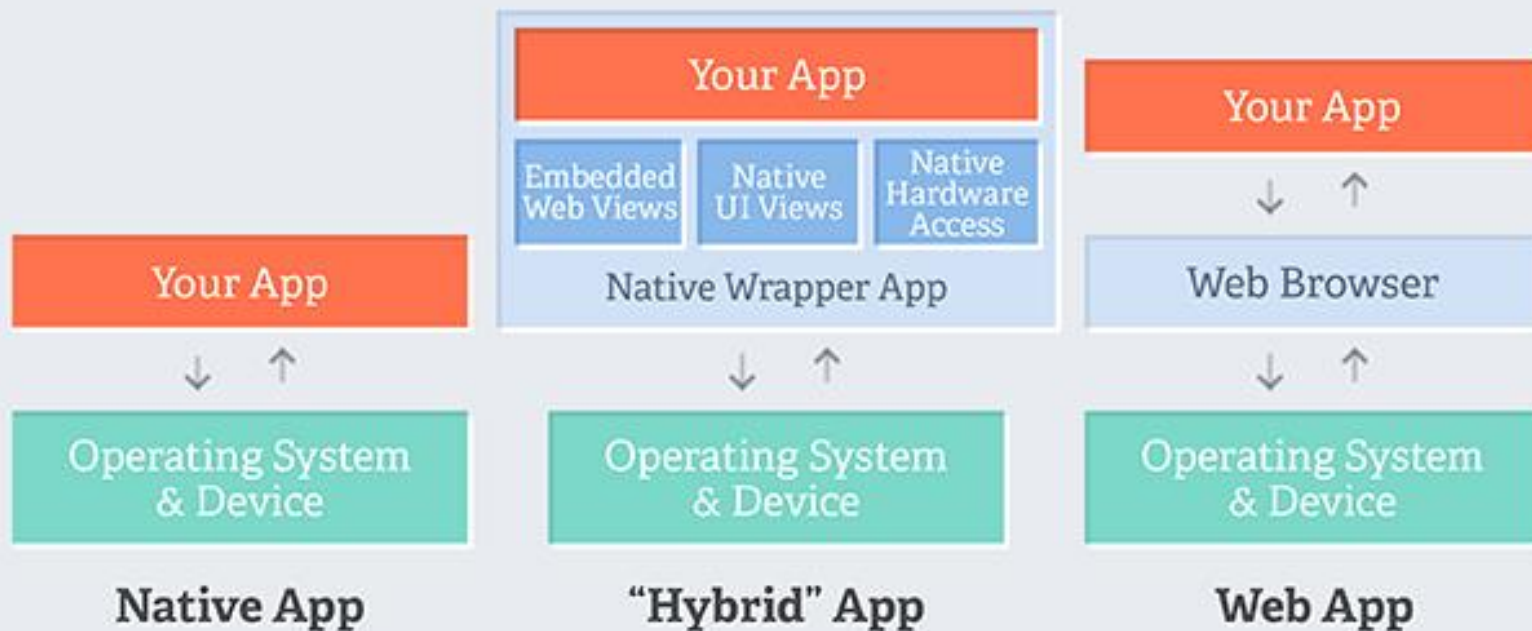 Your App
Operating System
& Device
Native App
Your App
Embedded
Web Views
Native
UI Views
Native
Hardware
Access
Native Wrapper App
Operating System
& Device
“Hybrid” App
Your App
Web Browser
Operating System
& Device
Web App